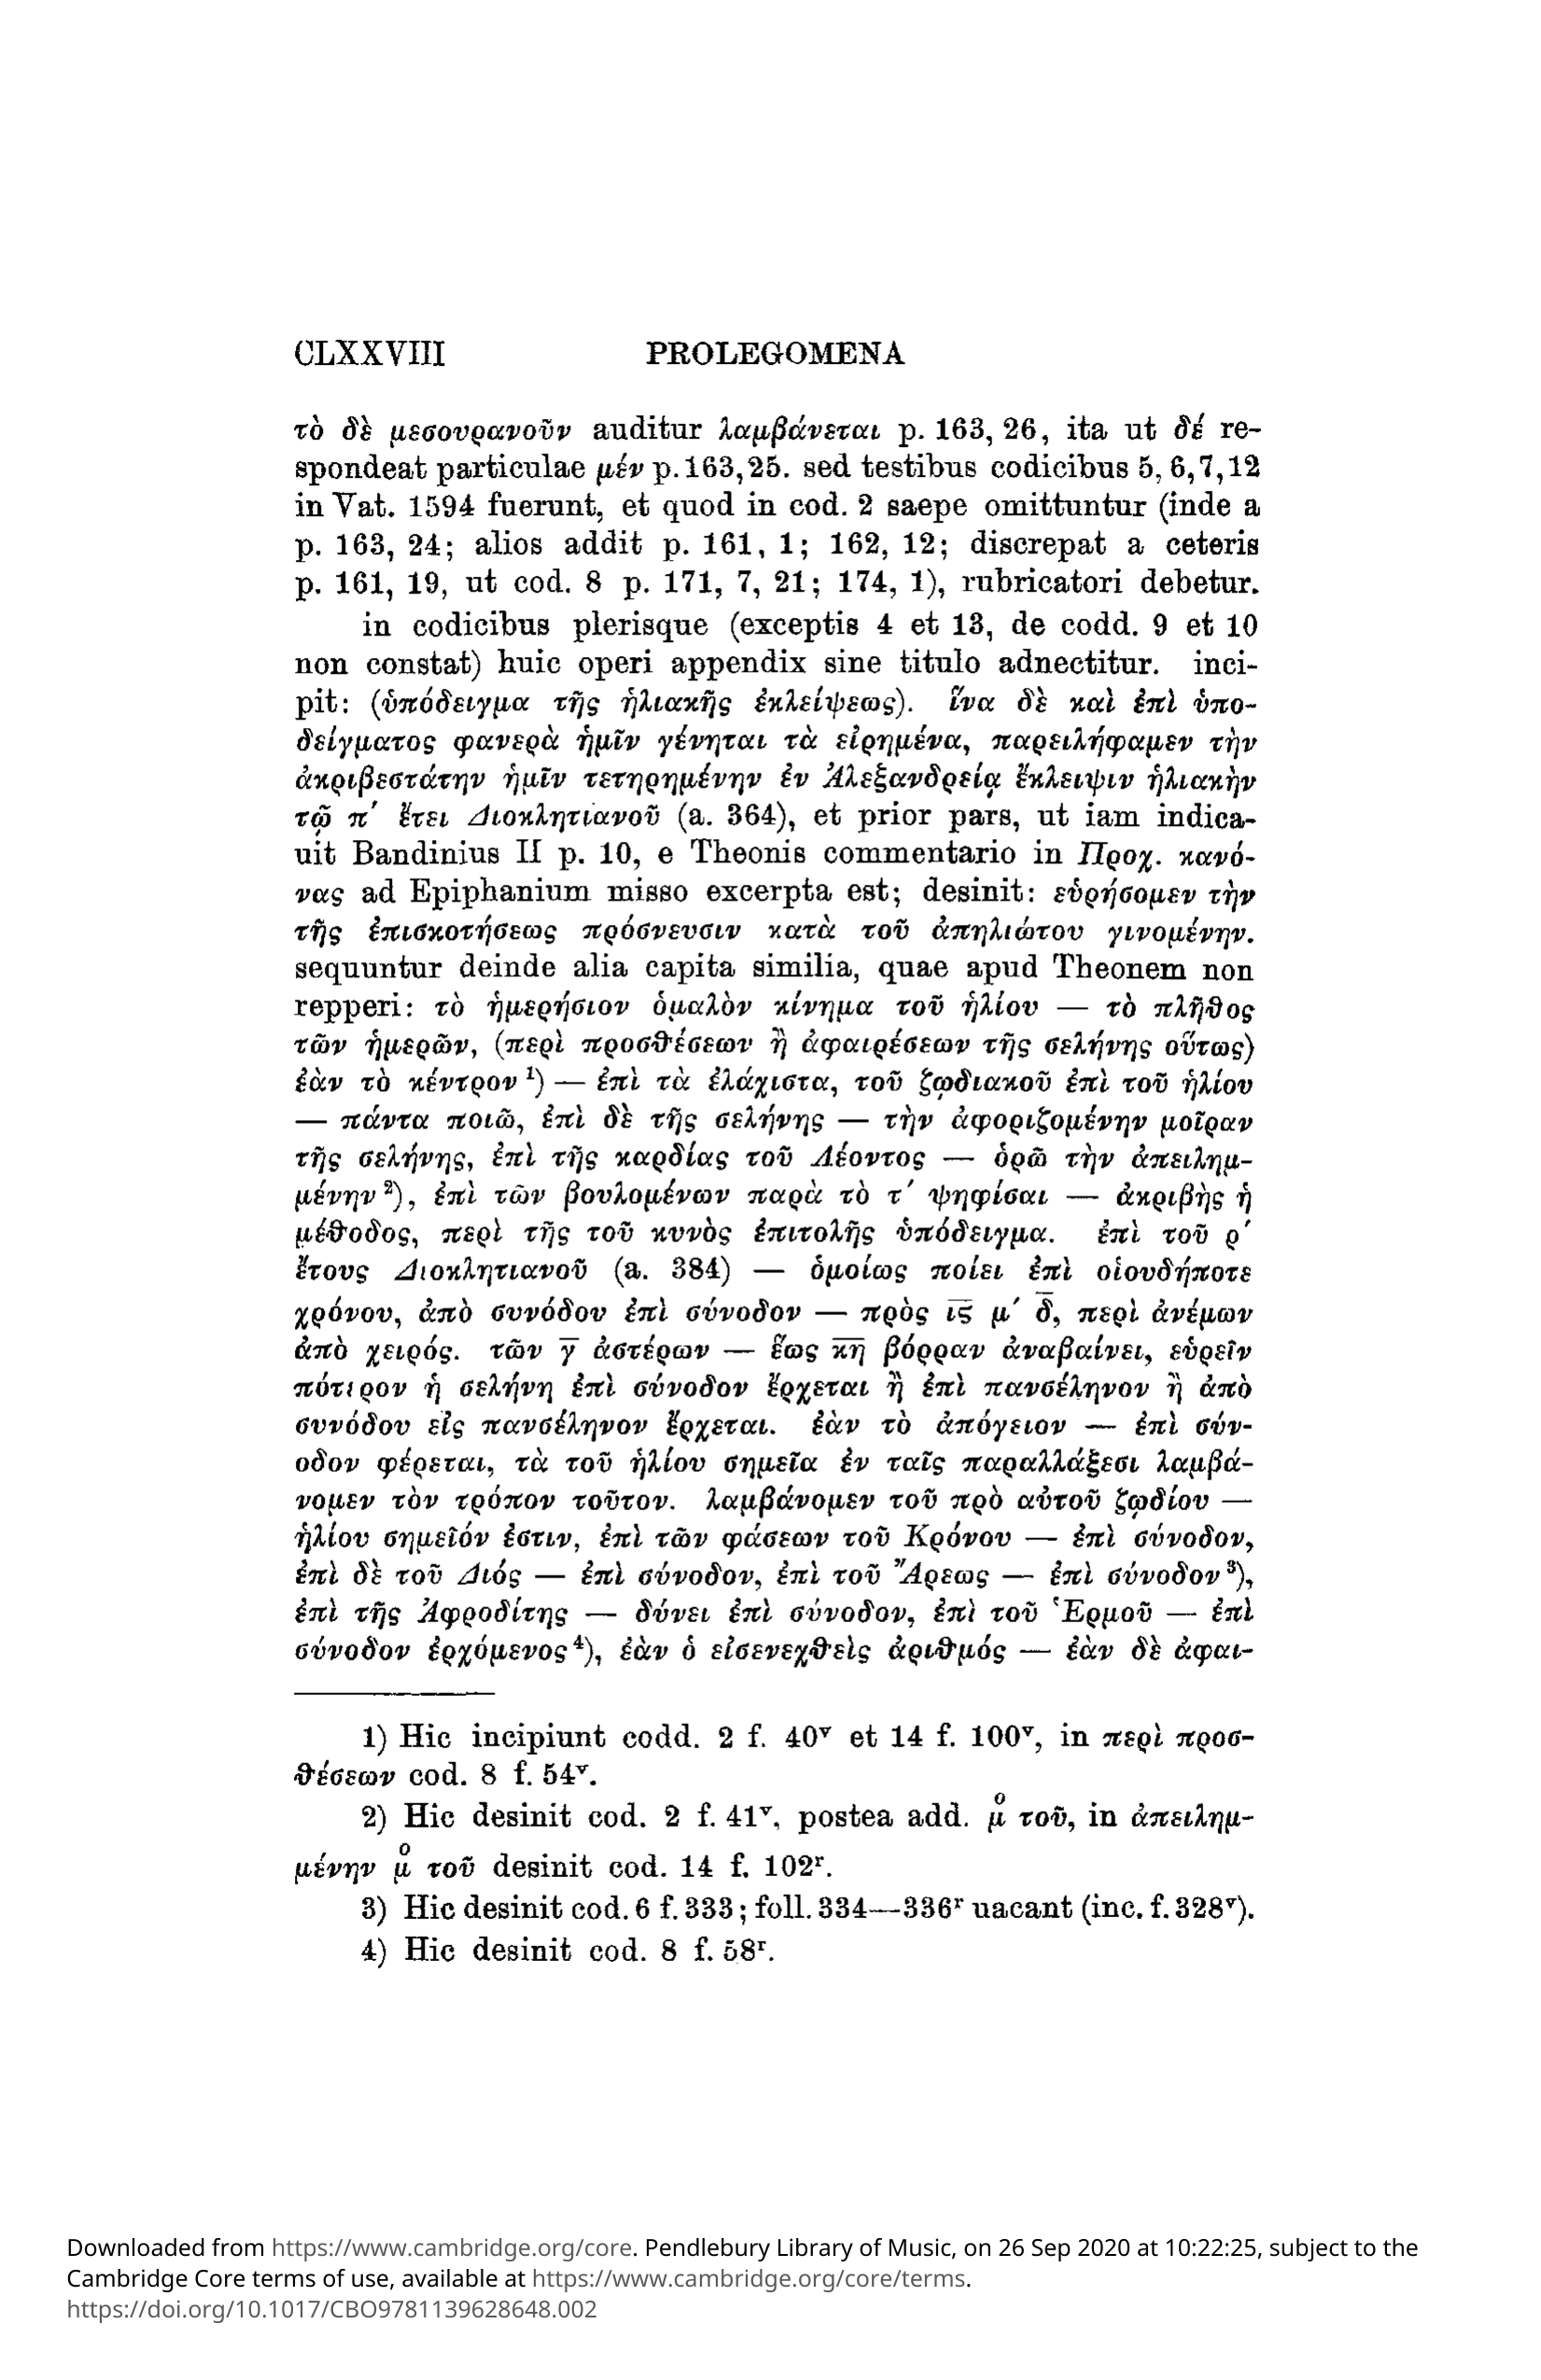 CLXXVIII PROLEGOMENA
τὸ δὲ μεσουρανοῦν auditur λαμβάνεται p. 163, 26, ita ut δέ re-
spondeat particulae μέν p. 163, 25. sed testibus codicibus 5, 6, 7, 12
in Vat. 1594 fuerunt, et quod in cod. 2 saepe omittuntur (inde a
p. 163, 24; alios addit p. 161, 1; 162, 12; discrepat a ceteris
p. 161, 19, ut cod. 8 p. 171, 7, 21; 174, 1), rubricatori debetur.
in codicibus plerisque (exceptis 4 et 13, de codd. 9 et 10
non constat) huic operi appendix sine titulo adnectitur. inci-
pit: (ὑπόδειγμα τῆς ἡλιακῆς ἐκλείψεως). ἵνα δὲ καὶ ἐπὶ ὑπο-
δείγματος φανερὰ ἡμῖν γένηται τὰ εἰρημένα, παρειλήφαμεν τὴν
ἀκριβεστάτην ἡμῖν τετηρημένην ἐν Ἀλεξανδρείᾳ ἔκλειψιν ἡλιακὴν
τῷ π′ ἔτει Διοκλητιανοῦ (a. 364), et prior pars, ut iam indica-
uit Bandinius II p. 10, e Theonis commentario in Προχ. κανό-
νας ad Epiphanium misso excerpta est; desinit: εὑρήσομεν τὴν
τῆς ἐπισκοτήσεως πρόσνευσιν κατὰ τοῦ ἀπηλιώτου γινομένην.
sequuntur deinde alia capita similia, quae apud Theonem non
repperi: τὸ ἡμερήσιον ὁμαλὸν κίνημα τοῦ ἡλίου — τὸ πλῆθος
τῶν ἡμερῶν, (περὶ προσθέσεων ἢ ἀφαιρέσεων τῆς σελήνης οὕτως)
ἐὰν τὸ κέντρον ¹) — ἐπὶ τὰ ἐλάχιστα, τοῦ ζῳδιακοῦ ἐπὶ τοῦ ἡλίου
— πάντα ποιῶ, ἐπὶ δὲ τῆς σελήνης — τὴν ἀφοριζομένην μοῖραν
τῆς σελήνης, ἐπὶ τῆς καρδίας τοῦ Λέοντος — ὁρῶ τὴν ἀπειλημ-
μένην ²), ἐπὶ τῶν βουλομένων παρὰ τὸ τ′ ψηφίσαι — ἀκριβὴς ἡ
μέθοδος, περὶ τῆς τοῦ κυνὸς ἐπιτολῆς ὑπόδειγμα. ἐπὶ τοῦ ρ′
ἔτους Διοκλητιανοῦ (a. 384) — ὁμοίως ποίει ἐπὶ οἱουδήποτε
χρόνου, ἀπὸ συνόδου ἐπὶ σύνοδον — πρὸς ι̅ς̅ μ′ δ̅, περὶ ἀνέμων
ἀπὸ χειρός. τῶν γ̅ ἀστέρων — ἕως κ̅η̅ βόρραν ἀναβαίνει, εὑρεῖν
πότιρον ἡ σελήνη ἐπὶ σύνοδον ἔρχεται ἢ ἐπὶ πανσέληνον ἢ ἀπὸ
συνόδου εἰς πανσέληνον ἔρχεται. ἐὰν τὸ ἀπόγειον — ἐπὶ σύν-
οδον φέρεται, τὰ τοῦ ἡλίου σημεῖα ἐν ταῖς παραλλάξεσι λαμβά-
νομεν τὸν τρόπον τοῦτον. λαμβάνομεν τοῦ πρὸ αὐτοῦ ζῳδίου —
ἡλίου σημεῖόν ἐστιν, ἐπὶ τῶν φάσεων τοῦ Κρόνου — ἐπὶ σύνοδον,
ἐπὶ δὲ τοῦ Διός — ἐπὶ σύνοδον, ἐπὶ τοῦ Ἄρεως — ἐπὶ σύνοδον ³),
ἐπὶ τῆς Ἀφροδίτης — δύνει ἐπὶ σύνοδον, ἐπὶ τοῦ Ἑρμοῦ — ἐπὶ
σύνοδον ἐρχόμενος ⁴), ἐὰν ὁ εἰσενεχθεὶς ἀριθμός — ἐὰν δὲ ἀφαι-
1) Hic incipiunt codd. 2 f. 40ᵛ et 14 f. 100ᵛ, in περὶ προσ-
θέσεων cod. 8 f. 54ᵛ.
2) Hic desinit cod. 2 f. 41ᵛ, postea add. μ̊ τοῦ, in ἀπειλημ-
μένην μ̊ τοῦ desinit cod. 14 f. 102ʳ.
3) Hic desinit cod. 6 f. 333; foll. 334—336ʳ uacant (inc. f. 328ᵛ).
4) Hic desinit cod. 8 f. 58ʳ.
Downloaded from https://www.cambridge.org/core. Pendlebury Library of Music, on 26 Sep 2020 at 10:22:25, subject to the
Cambridge Core terms of use, available at https://www.cambridge.org/core/terms.
https://doi.org/10.1017/CBO9781139628648.002